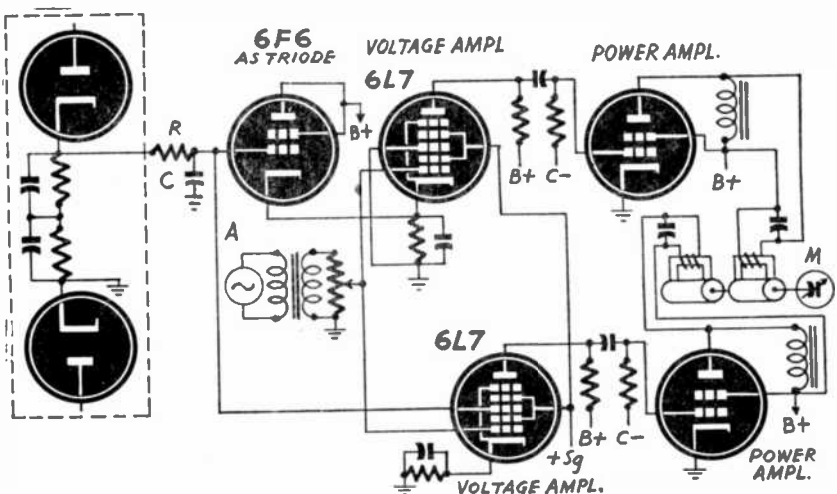 6F6
AS TRIODE
VOLTAGE AMPL
6L7
POWER AMPL.
R
C
B+
B+
C-
B+
A
M
6L7
B+
C-
+Sg
VOLTAGE AMPL.
B+
POWER
AMPL.